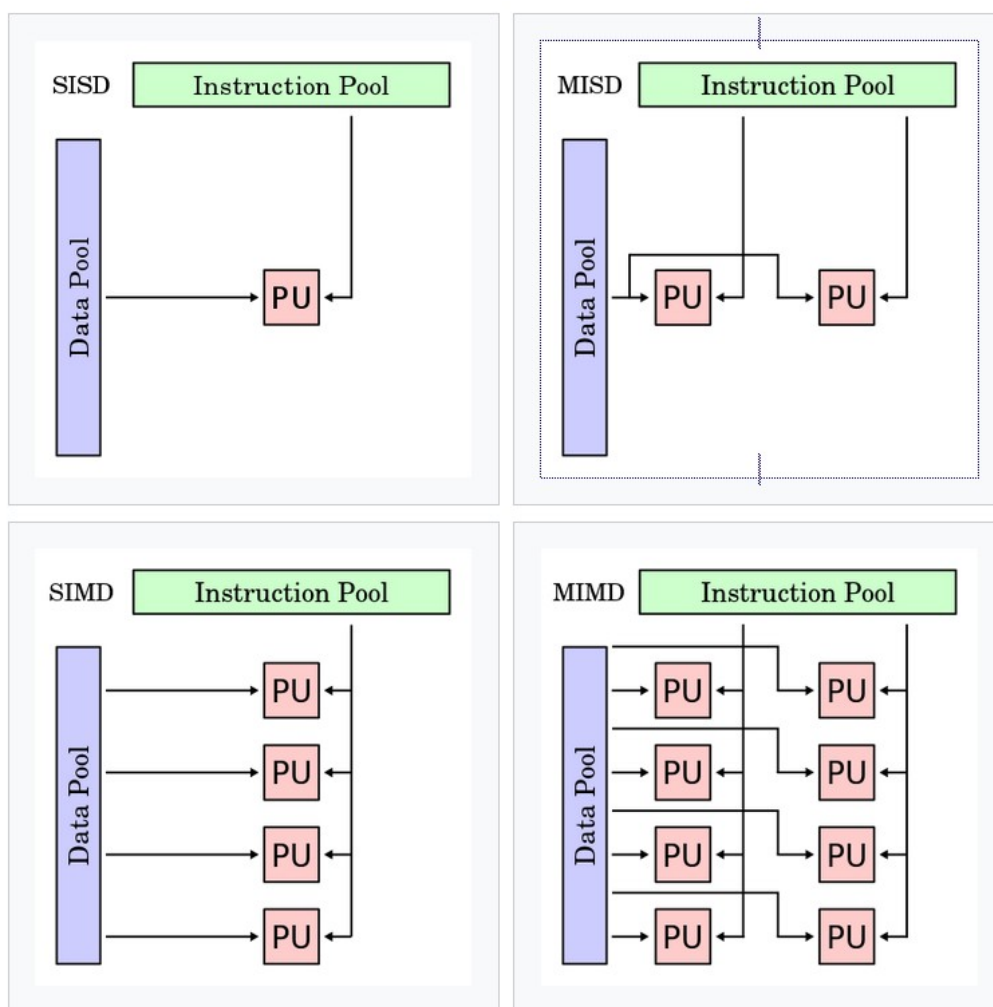 SISD Instruction Pool
Data Pool
PU
MISD Instruction Pool
Data Pool
PU PU
SIMD Instruction Pool
Data Pool
PU
PU
PU
PU
MIMD Instruction Pool
Data Pool
PU PU
PU PU
PU PU
PU PU